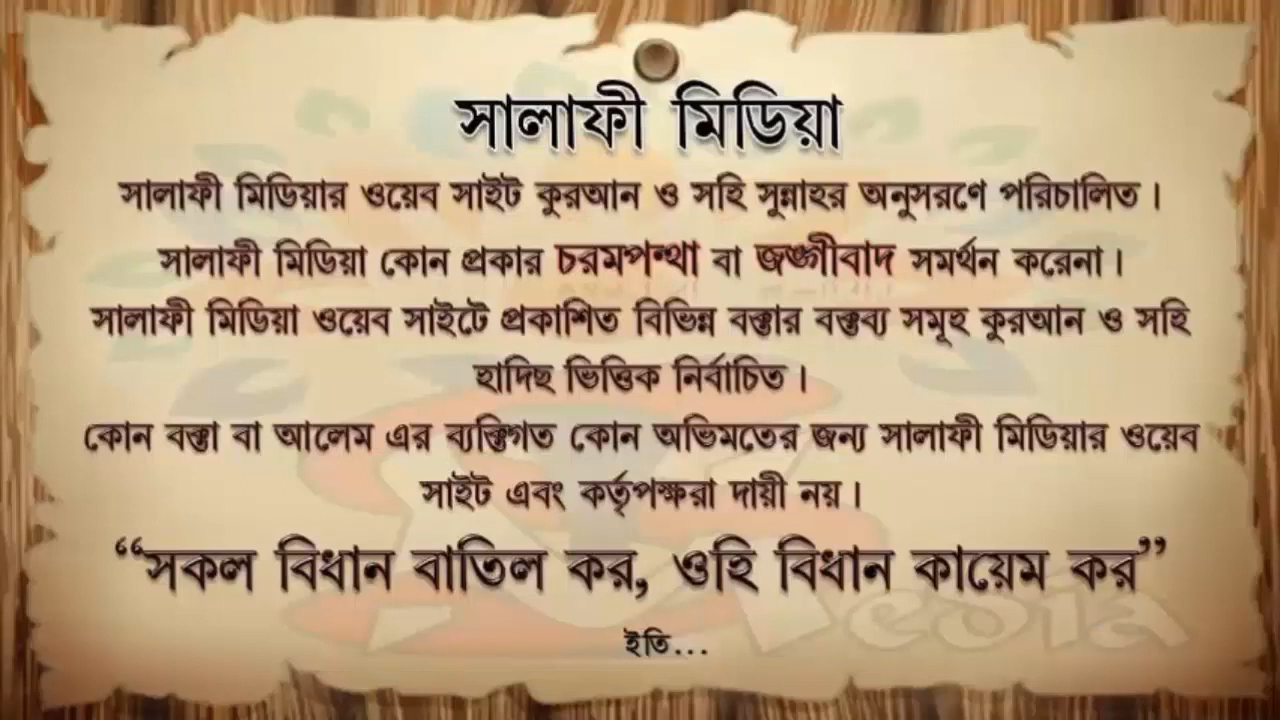 সালাফী মিডিয়া
সালাফী মিডিয়ার ওয়েব সাইট কুরআন ও সহি সুন্নাহর অনুসরণে পরিচালিত।
সালাফী মিডিয়া কোন প্রকার চরমপন্থা বা জঙ্গীবাদ সমর্থন করেনা।
সালাফী মিডিয়া ওয়েব সাইটে প্রকাশিত বিভিন্ন বক্তার বক্তব্য সমূহ কুরআন ও সহি
হাদিছ ভিত্তিক নির্বাচিত।
কোন বক্তা বা আলেম এর ব্যক্তিগত কোন অভিমতের জন্য সালাফী মিডিয়ার ওয়েব
সাইট এবং কর্তৃপক্ষরা দায়ী নয়।
“সকল বিধান বাতিল কর, ওহি বিধান কায়েম কর”
ইতি...